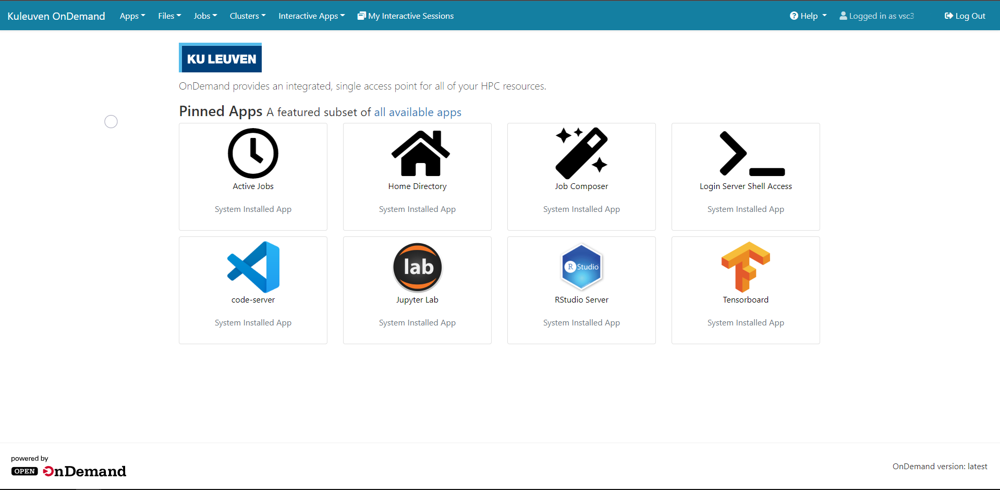 Kuleuven OnDemand Apps Files Jobs Clusters Interactive Apps My Interactive Sessions Help Logged in as vsc3 Log Out
KU LEUVEN
OnDemand provides an integrated, single access point for all of your HPC resources.
Pinned Apps A featured subset of all available apps
Active Jobs
System Installed App
Home Directory
System Installed App
Job Composer
System Installed App
Login Server Shell Access
System Installed App
code-server
System Installed App
lab
Jupyter Lab
System Installed App
R Studio
RStudio Server
System Installed App
Tensorboard
System Installed App
powered by
OPEN OnDemand
OnDemand version: latest